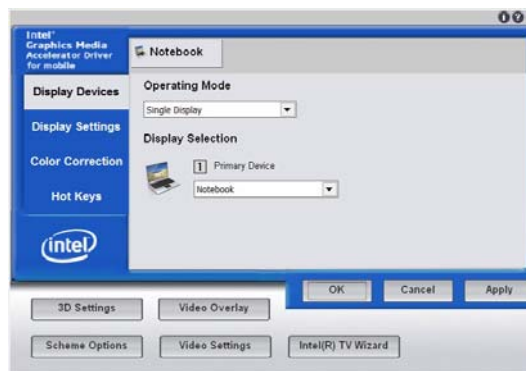 Intel®
Graphics Media
Accelerator Driver
for mobile
Notebook
Display Devices
Display Settings
Color Correction
Hot Keys
intel
Operating Mode
Single Display
Display Selection
1 Primary Device
Notebook
OK Cancel Apply
3D Settings Video Overlay
Scheme Options Video Settings Intel(R) TV Wizard